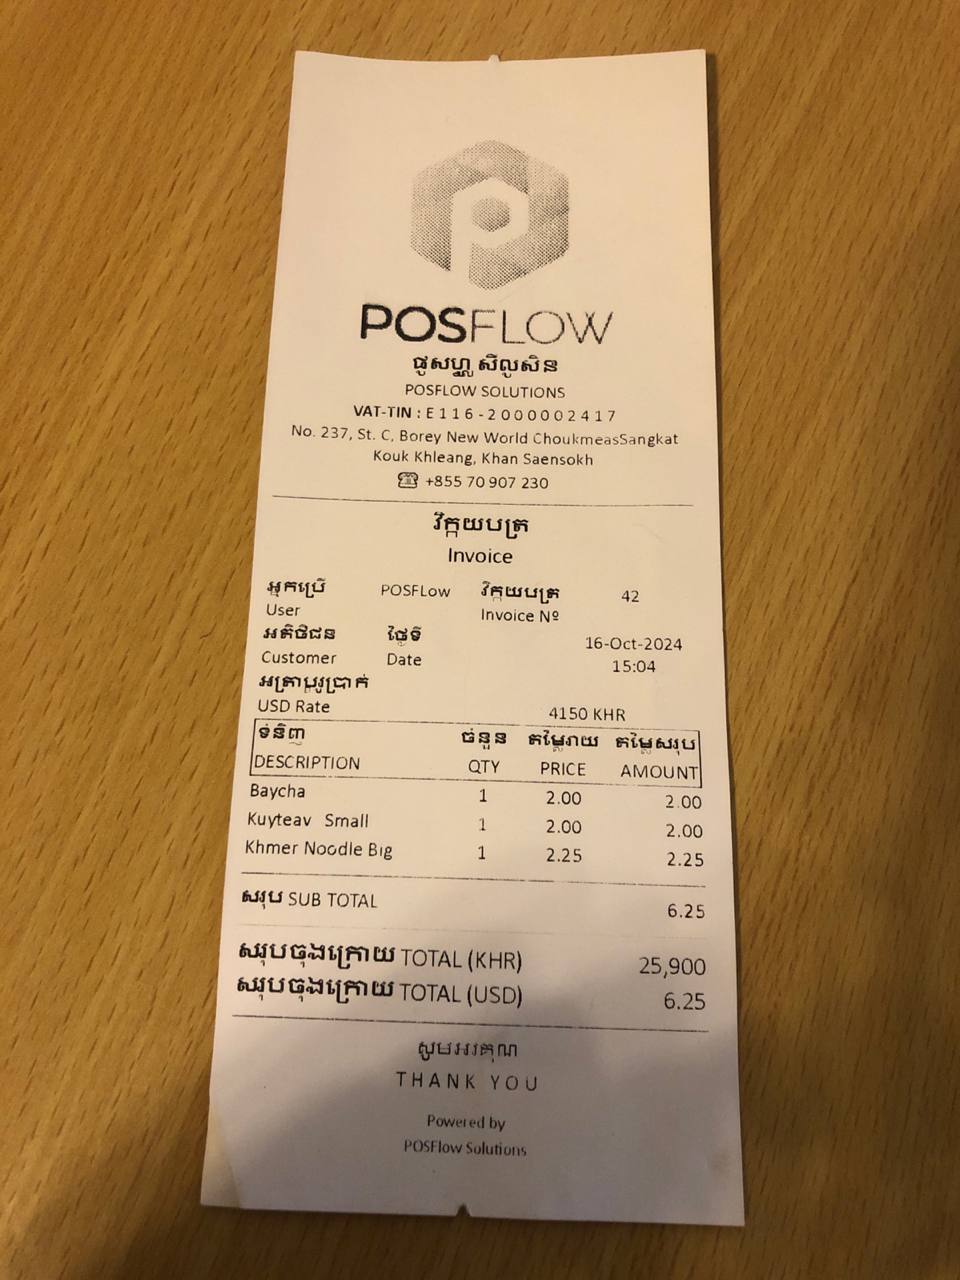 POSFLOW
ផូសហ្វ្លូ សូលូសិន
POSFLOW SOLUTIONS
VAT-TIN : E116-2000002417
No. 237, St. C, Borey New World ChoukmeasSangkat
Kouk Khleang, Khan Saensokh
☎ +855 70 907 230
វិក្កយបត្រ
Invoice
អ្នកប្រើ POSFLow វិក្កយបត្រ 42
User Invoice Nº
អតិថិជន ថ្ងៃទី 16-Oct-2024
Customer Date 15:04
អត្រាប្តូរប្រាក់
USD Rate 4150 KHR
ទំនិញ ចំនួន តម្លៃរាយ តម្លៃសរុប
DESCRIPTION QTY PRICE AMOUNT
Baycha 1 2.00 2.00
Kuyteav Small 1 2.00 2.00
Khmer Noodle Big 1 2.25 2.25
សរុប SUB TOTAL 6.25
សរុបចុងក្រោយ TOTAL (KHR) 25,900
សរុបចុងក្រោយ TOTAL (USD) 6.25
សូមអរគុណ
THANK YOU
Powered by
POSFlow Solutions